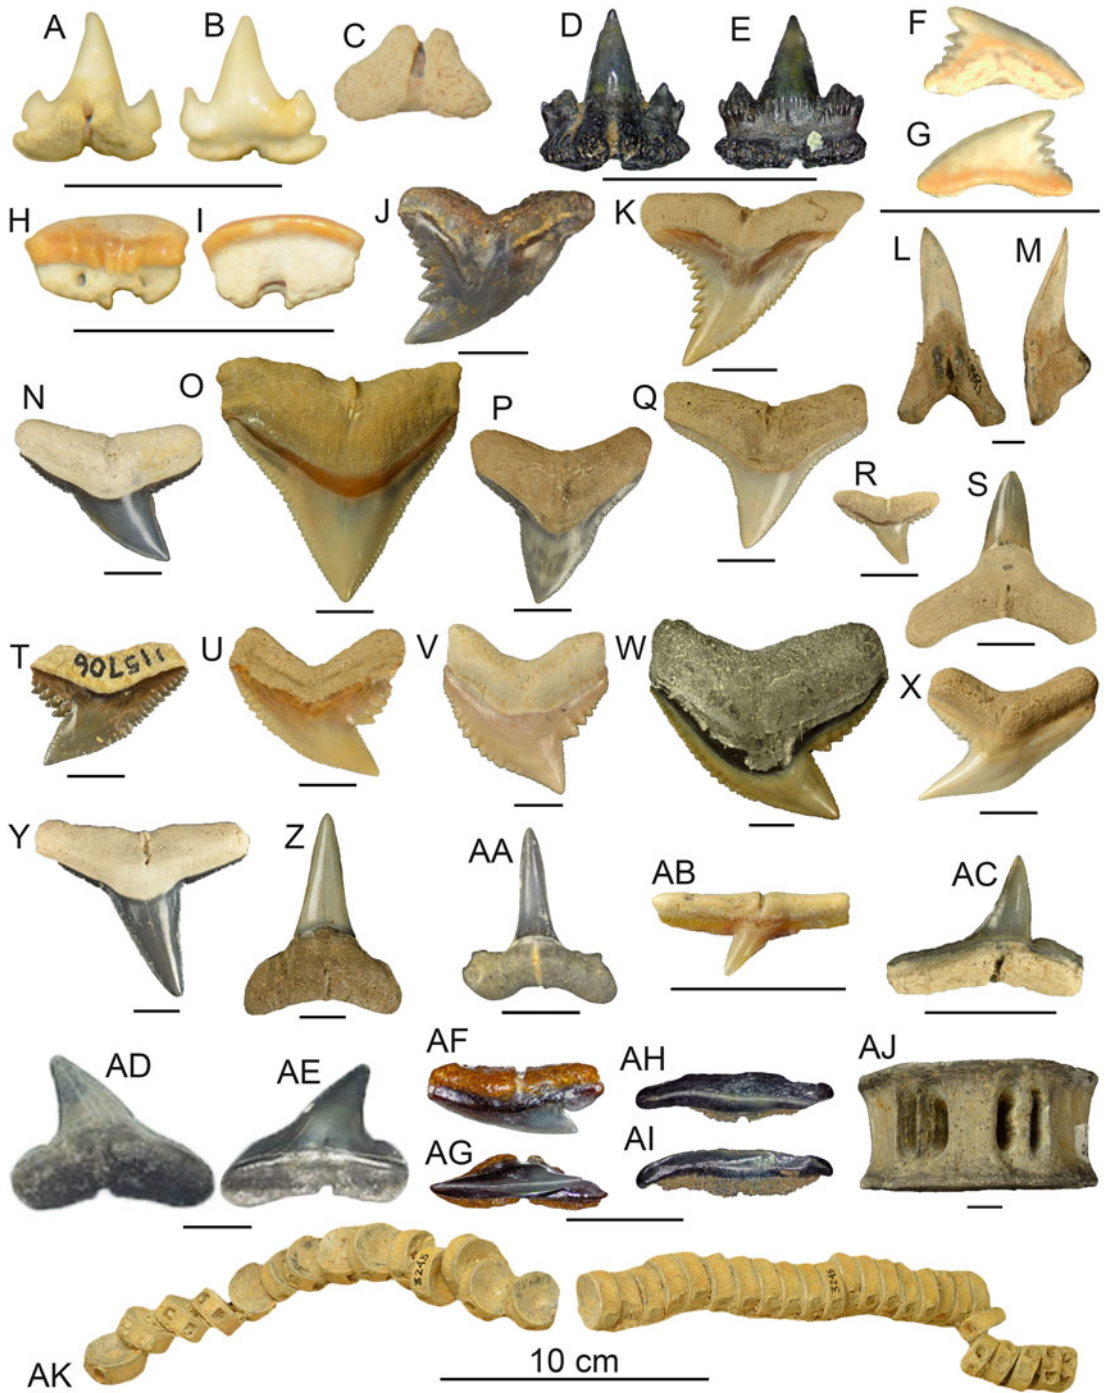 A B C D E F
G
H I J K L M
N O P Q R S
T 115706 U V W X
Y Z AA AB AC
AD AE AF AH AJ
AG AI
3245 3245
AK 10 cm